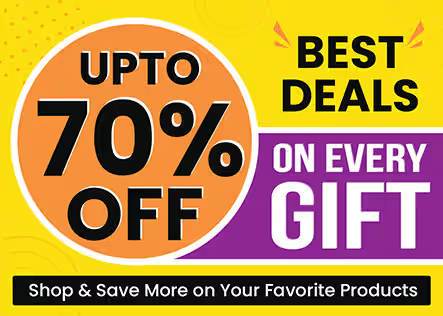 UPTO
70%
OFF
BEST
DEALS
ON EVERY
GIFT
Shop & Save More on Your Favorite Products